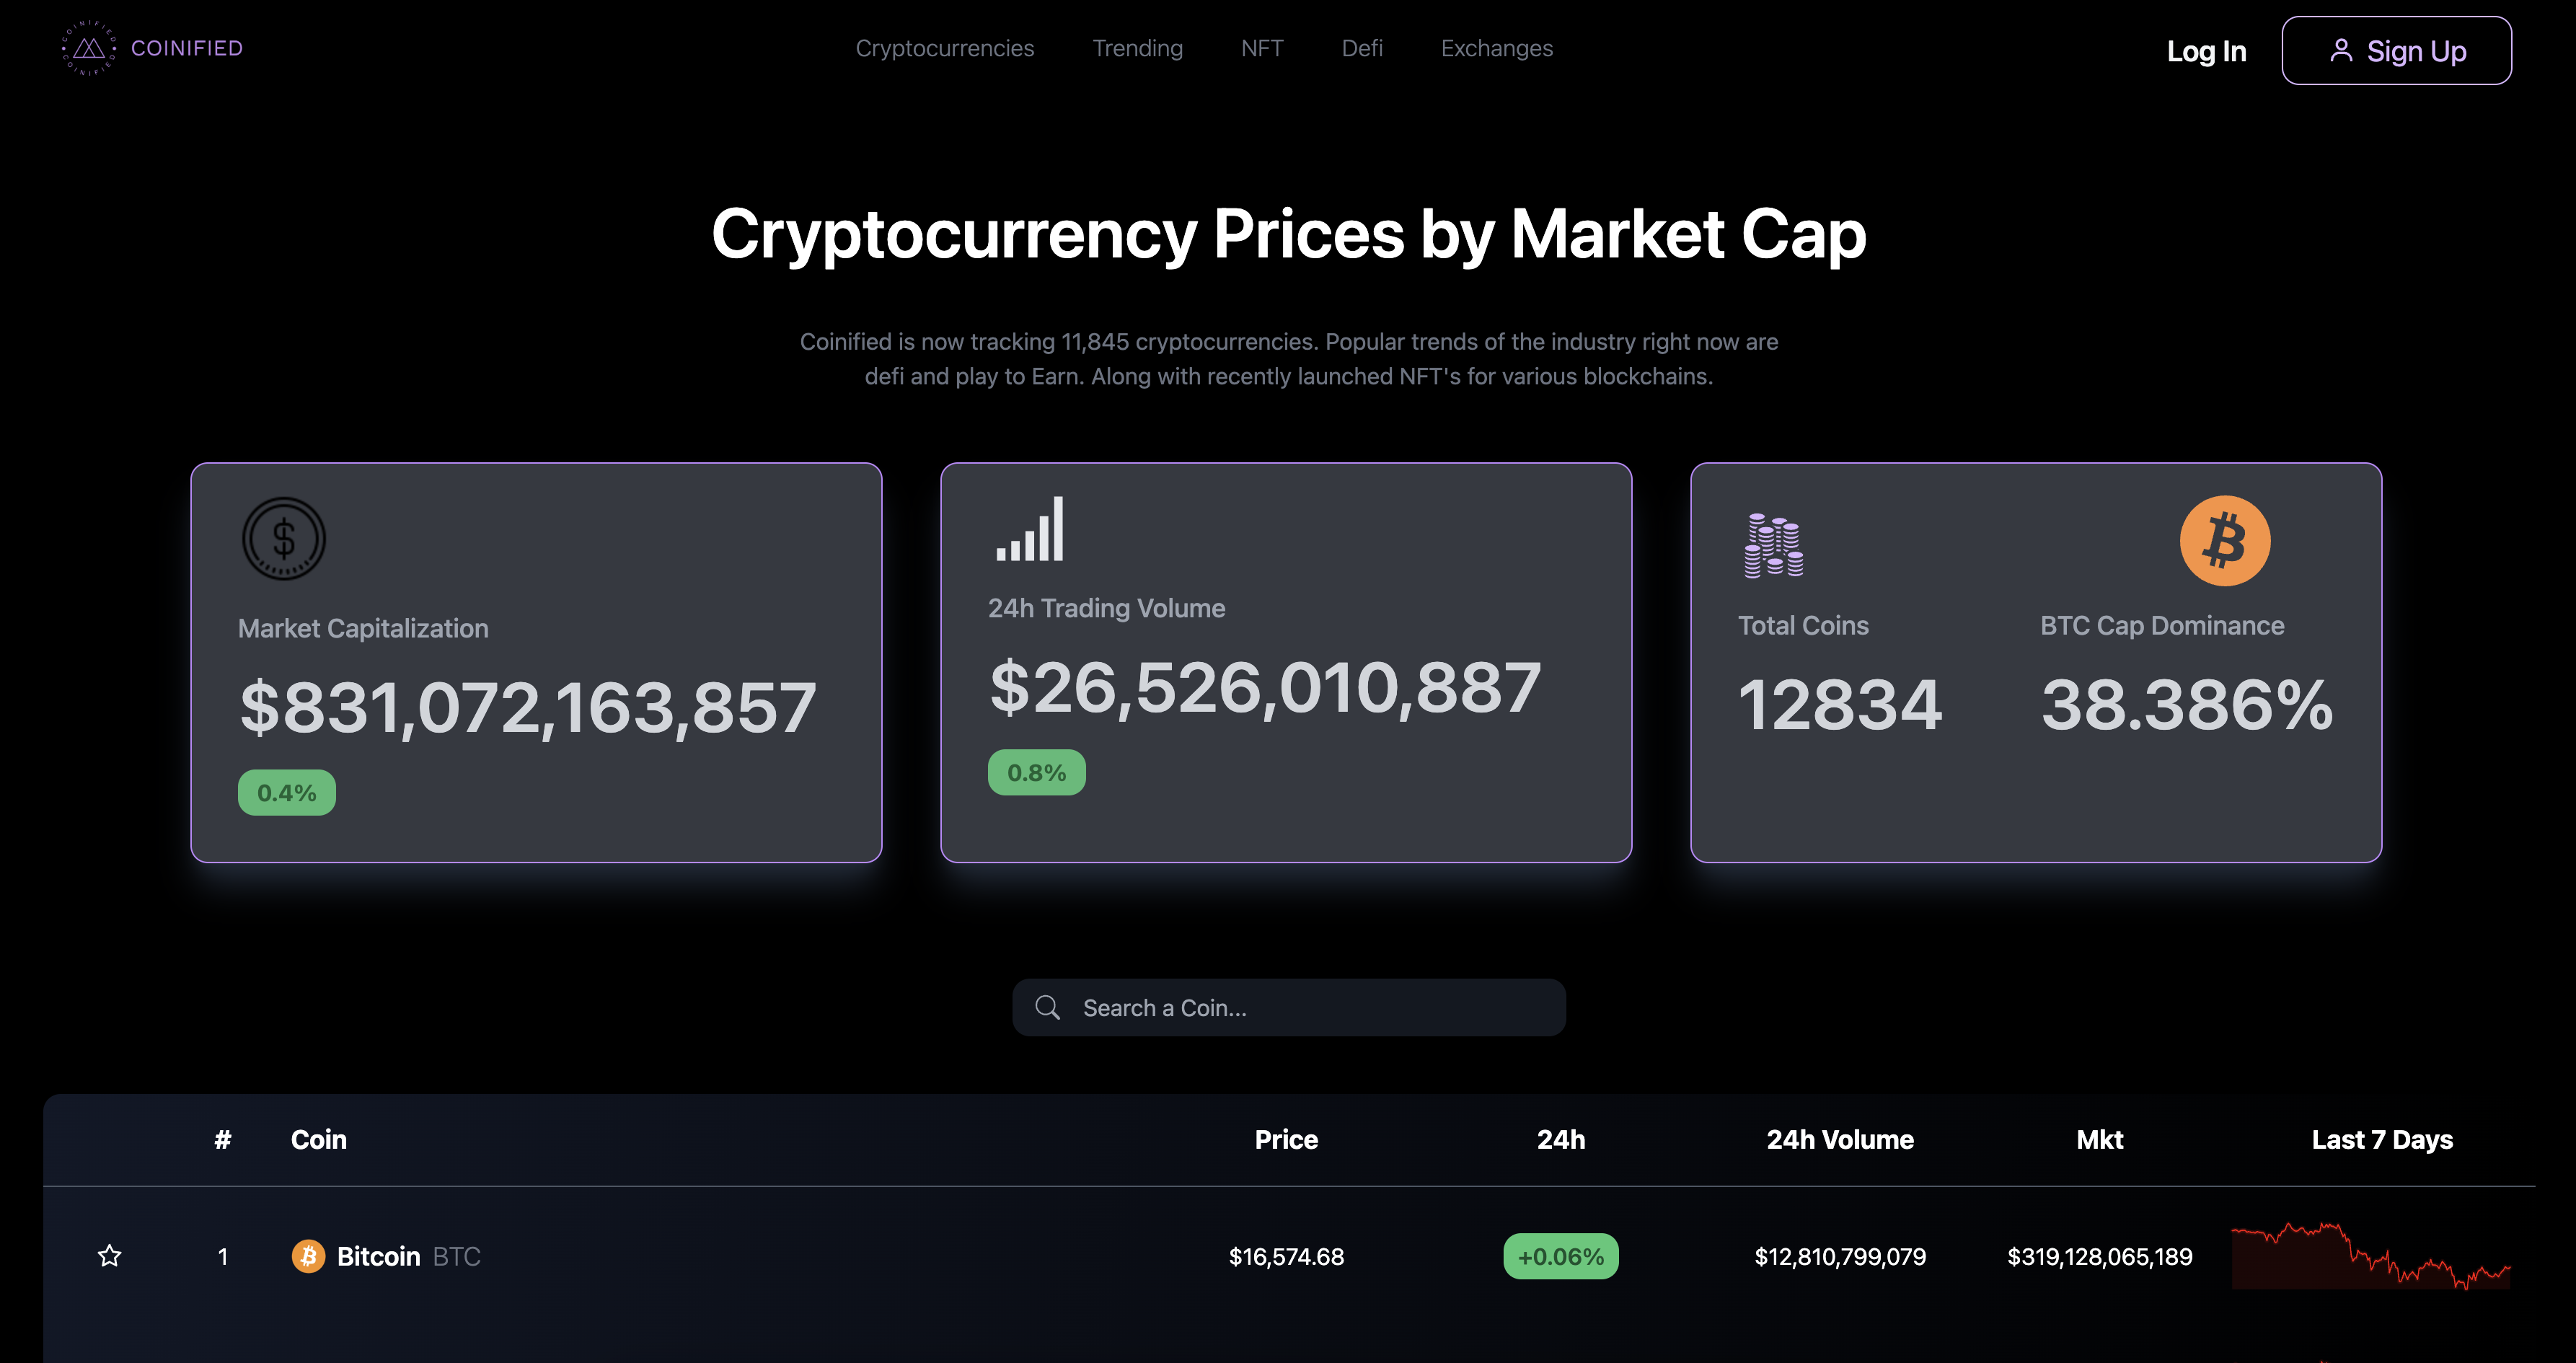 COINIFIED
COINIFIED
COINIFIED
Cryptocurrencies
Trending
NFT
Defi
Exchanges
Log In
Sign Up
Cryptocurrency Prices by Market Cap
Coinified is now tracking 11,845 cryptocurrencies. Popular trends of the industry right now are
defi and play to Earn. Along with recently launched NFT's for various blockchains.
Market Capitalization
$831,072,163,857
0.4%
24h Trading Volume
$26,526,010,887
0.8%
Total Coins
12834
BTC Cap Dominance
38.386%
Search a Coin...
# Coin Price 24h 24h Volume Mkt Last 7 Days
1 Bitcoin BTC $16,574.68 +0.06% $12,810,799,079 $319,128,065,189